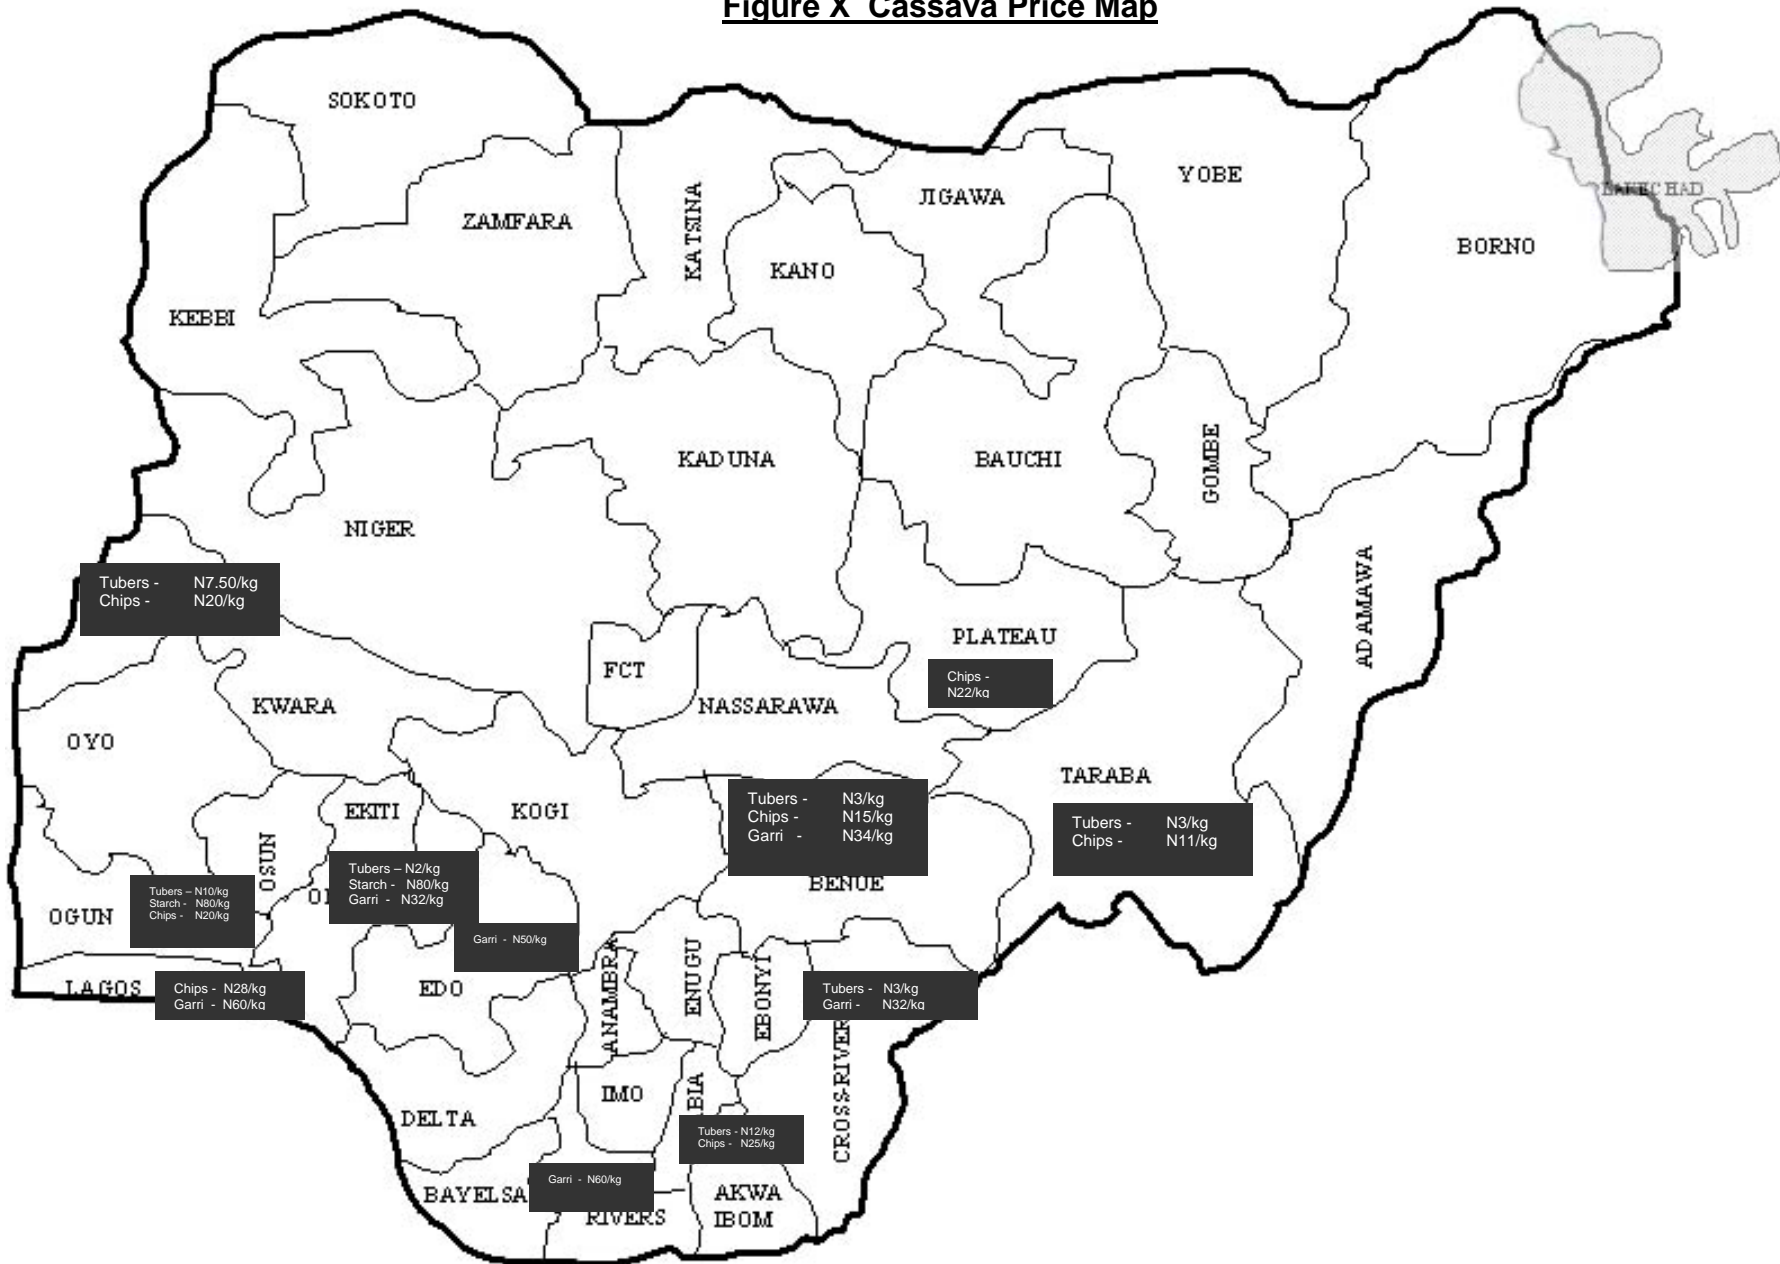 Figure X  Cassava Price Map
SOKOTO
ZAMFARA
KATSINA
KANO
JIGAWA
YOBE
BORNO
KEBBI
NIGER
KADUNA
BAUCHI
GOMBE
ADAMAWA
Tubers - N7.50/kg
Chips - N20/kg
FCT
PLATEAU
Chips -
N22/kg
KWARA
NASSARAWA
OYO
TARABA
EKITI
KOGI
Tubers - N3/kg
Chips - N15/kg
Garri - N34/kg
Tubers - N3/kg
Chips - N11/kg
OSUN
Tubers – N2/kg
Starch - N80/kg
Garri - N32/kg
BENUE
OGUN
Tubers – N10/kg
Starch - N80/kg
Chips - N20/kg
Garri - N50/kg
LAGOS
Chips - N28/kg
Garri - N60/kg
EDO
ANAMBRA
ENUGU
EBONYI
Tubers - N3/kg
Garri - N32/kg
CROSS-RIVER
IMO
DELTA
Tubers - N12/kg
Chips - N25/kg
BAYELSA
Garri - N60/kg
RIVERS
AKWA
IBOM